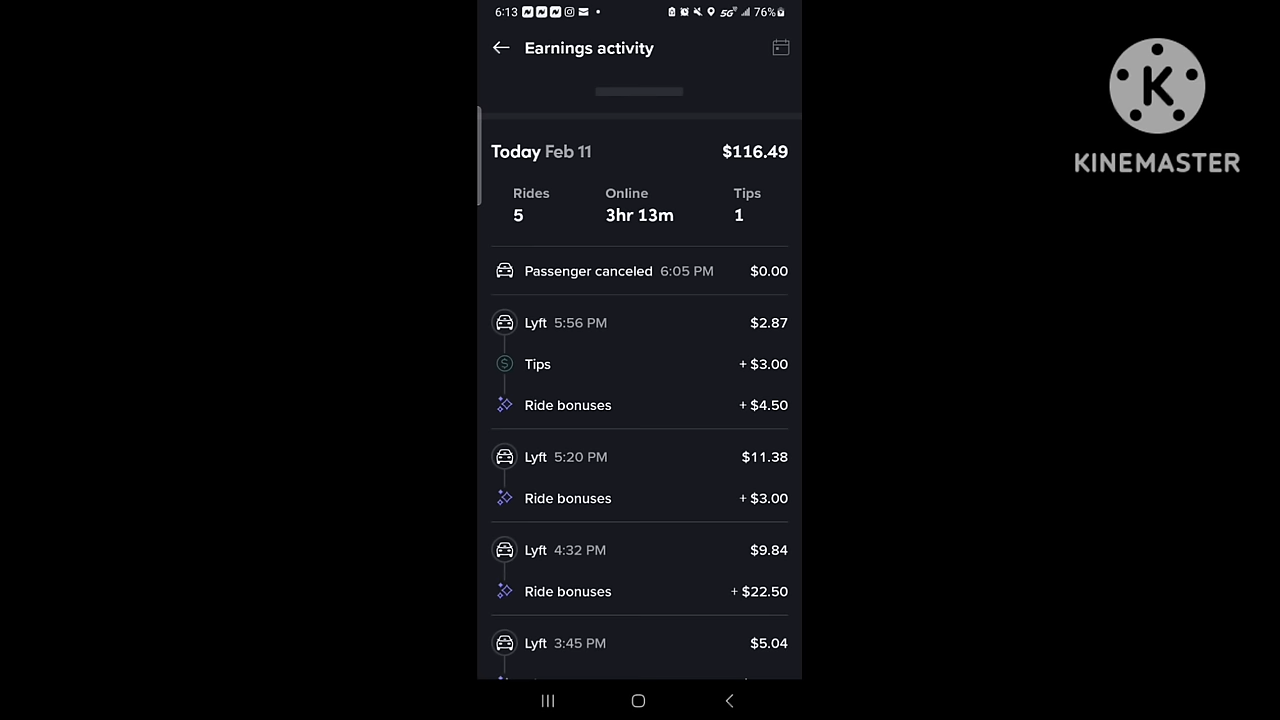 6:13 5G 76%
Earnings activity
Today Feb 11 $116.49
Rides Online Tips
5 3hr 13m 1
Passenger canceled 6:05 PM $0.00
Lyft 5:56 PM $2.87
Tips + $3.00
Ride bonuses + $4.50
Lyft 5:20 PM $11.38
Ride bonuses + $3.00
Lyft 4:32 PM $9.84
Ride bonuses + $22.50
Lyft 3:45 PM $5.04
K
KINEMASTER